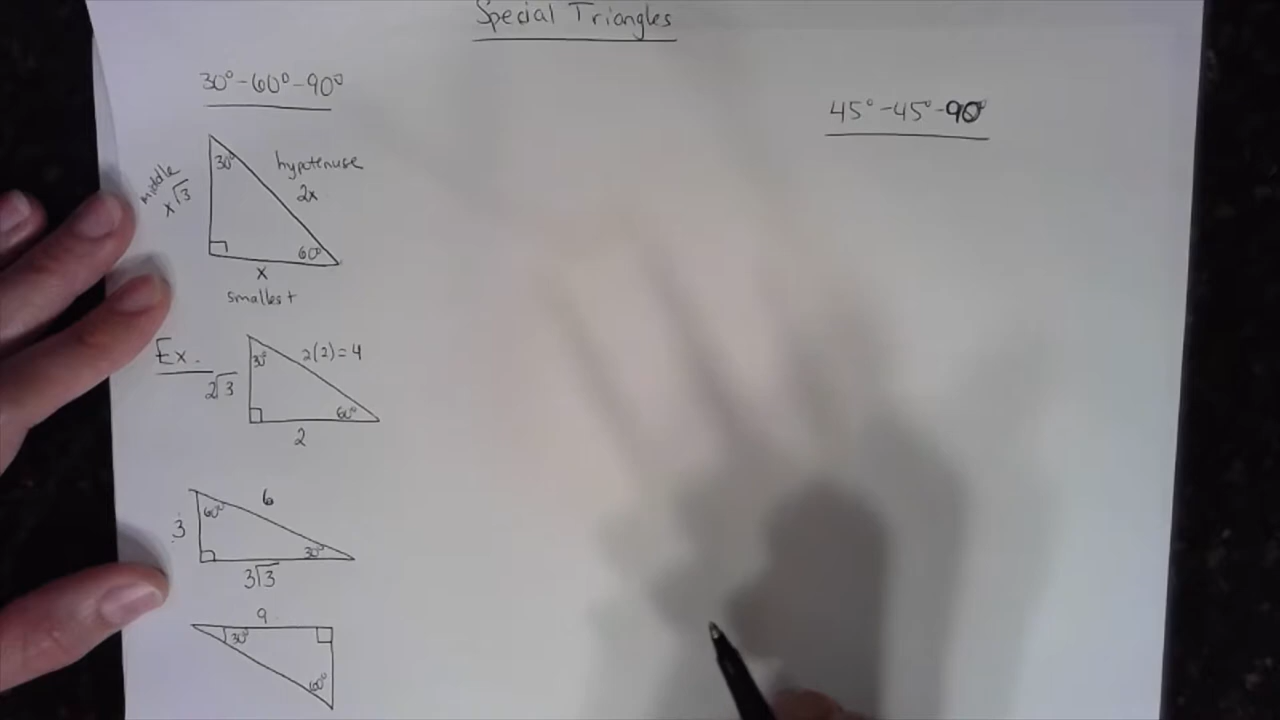 Special Triangles
30°-60°-90°
30°
hypotenuse
middle
x√3
2x
60°
x
smallest
Ex.
30°
2(2)=4
2√3
60°
2
6
60°
3
30°
3√3
9
30°
60°
45°-45°-90°